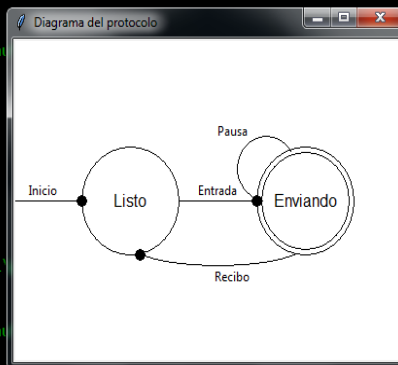 Diagrama del protocolo
Pausa
Inicio
Listo
Entrada
Enviando
Recibo